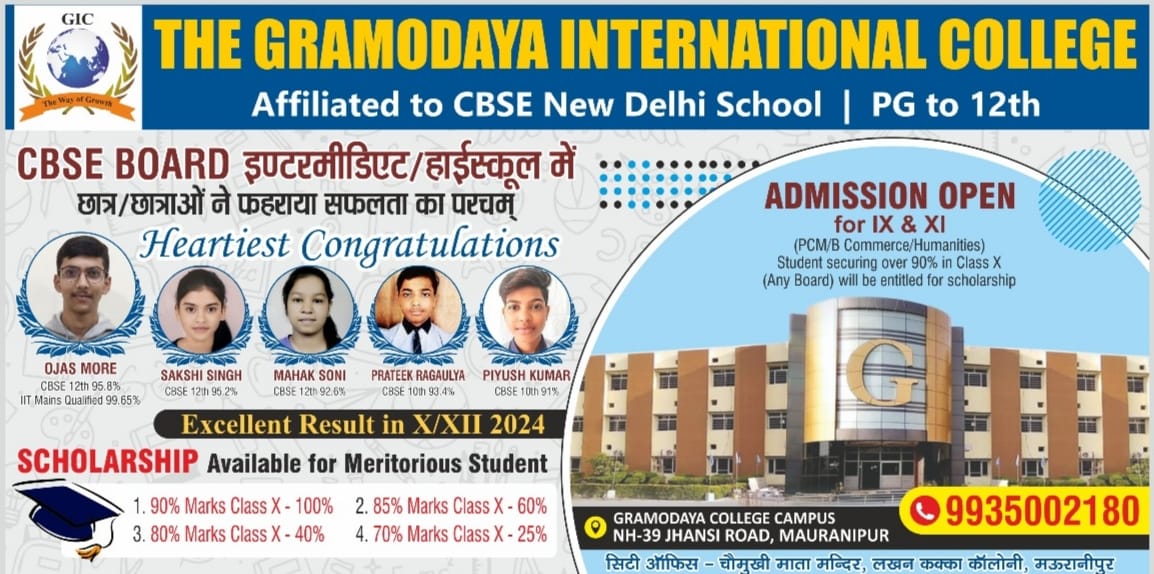 GIC
The Way of Growth
THE GRAMODAYA INTERNATIONAL COLLEGE
Affiliated to CBSE New Delhi School | PG to 12th
CBSE BOARD इण्टरमीडिएट/हाईस्कूल में
छात्र/छात्राओं ने फहराया सफलता का परचम्
Heartiest Congratulations
OJAS MORE
CBSE 12th 95.8%
IIT Mains Qualified 99.65%
SAKSHI SINGH
CBSE 12th 95.2%
MAHAK SONI
CBSE 12th 92.6%
PRATEEK RAGAULYA
CBSE 10th 93.4%
PIYUSH KUMAR
CBSE 10th 91%
Excellent Result in X/XII 2024
SCHOLARSHIP Available for Meritorious Student
1. 90% Marks Class X - 100% 2. 85% Marks Class X - 60%
3. 80% Marks Class X - 40% 4. 70% Marks Class X - 25%
ADMISSION OPEN
for IX & XI
(PCM/B Commerce/Humanities)
Student securing over 90% in Class X
(Any Board) will be entitled for scholarship
G
9935002180
GRAMODAYA COLLEGE CAMPUS
NH-39 JHANSI ROAD, MAURANIPUR
सिटी ऑफिस - चौमुखी माता मन्दिर, लखन कक्का कॉलोनी, मऊरानीपुर